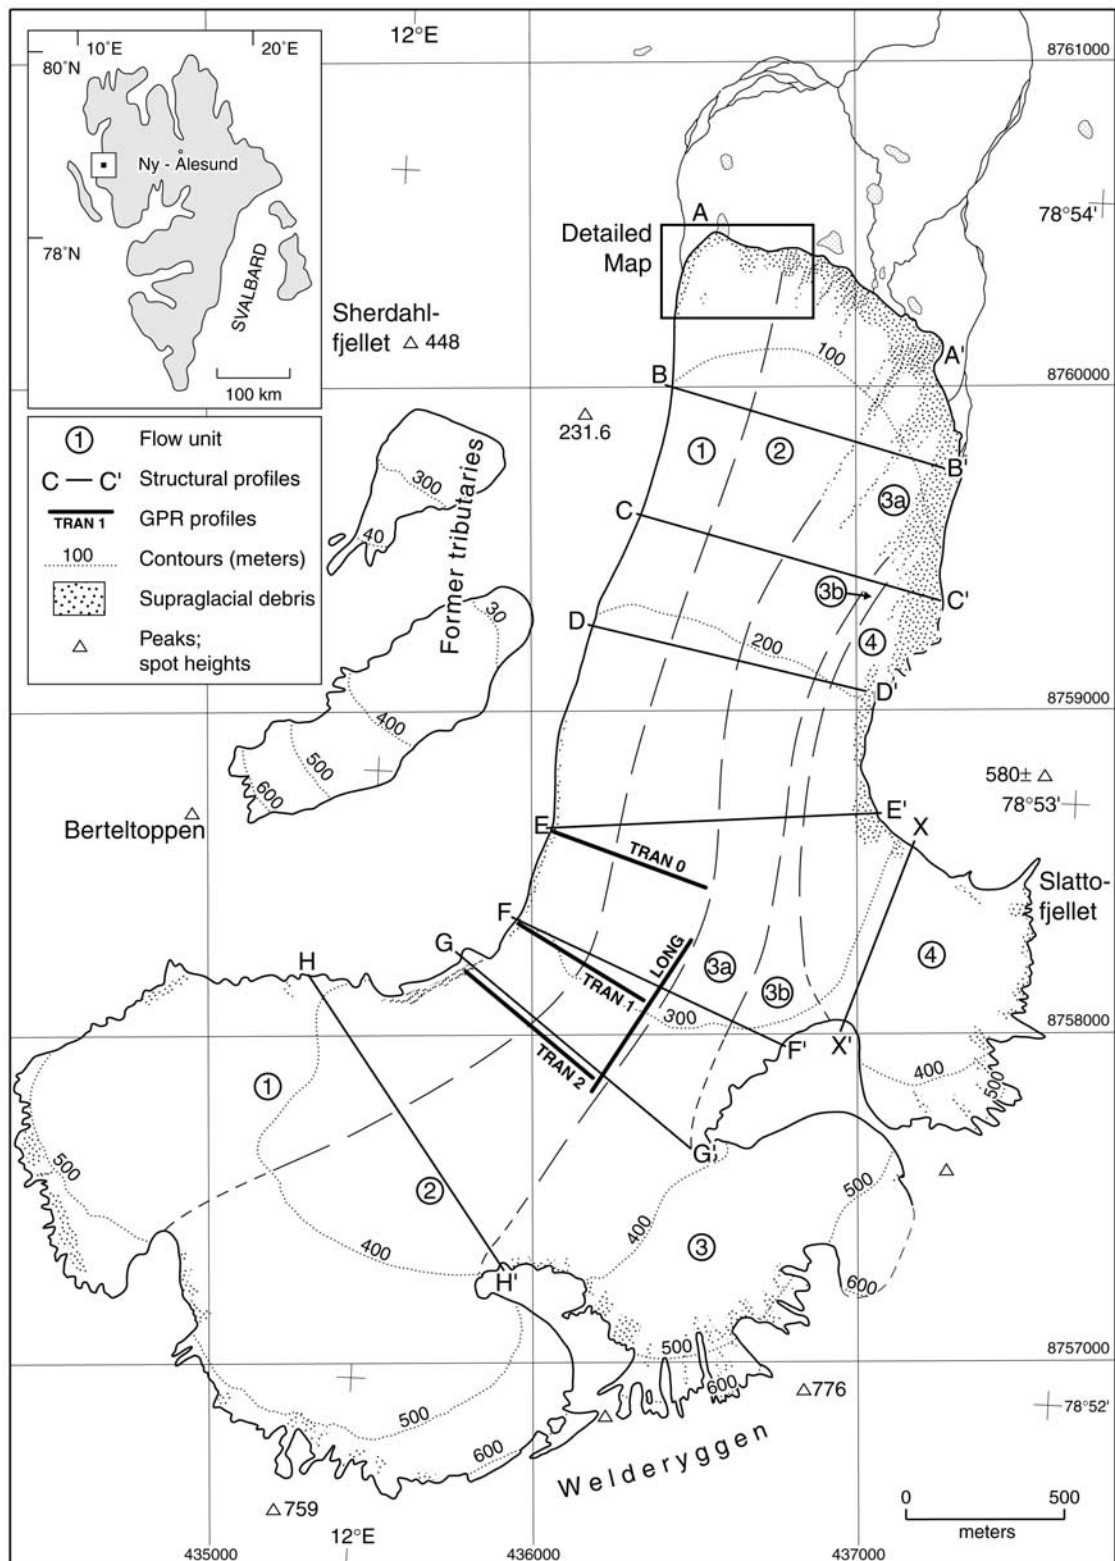 12°E
8761000
10°E
20°E
80°N
Ny - Ålesund
78°N
SVALBARD
100 km
A
78°54'
Detailed
Map
Sherdahl-
fjellet
448
100
A'
B
8760000
231.6
1
Flow unit
C — C'
Structural profiles
TRAN 1
GPR profiles
100
Contours (meters)
Supraglacial debris
Peaks;
spot heights
Former tributaries
300
40
1
2
B'
3a
C
3b
C'
30
D
200
4
D'
8759000
400
500
600
580±
78°53'
Berteltoppen
E
E'
X
TRAN 0
Slatto-
fjellet
F
G
LONG
4
H
3a
3b
TRAN 1
300
8758000
F'
X'
TRAN 2
400
500
1
G'
500
2
500
400
400
3
H'
600
500
8757000
600
776
78°52'
500
600
Welderyggen
759
0
500
meters
12°E
435000
436000
437000